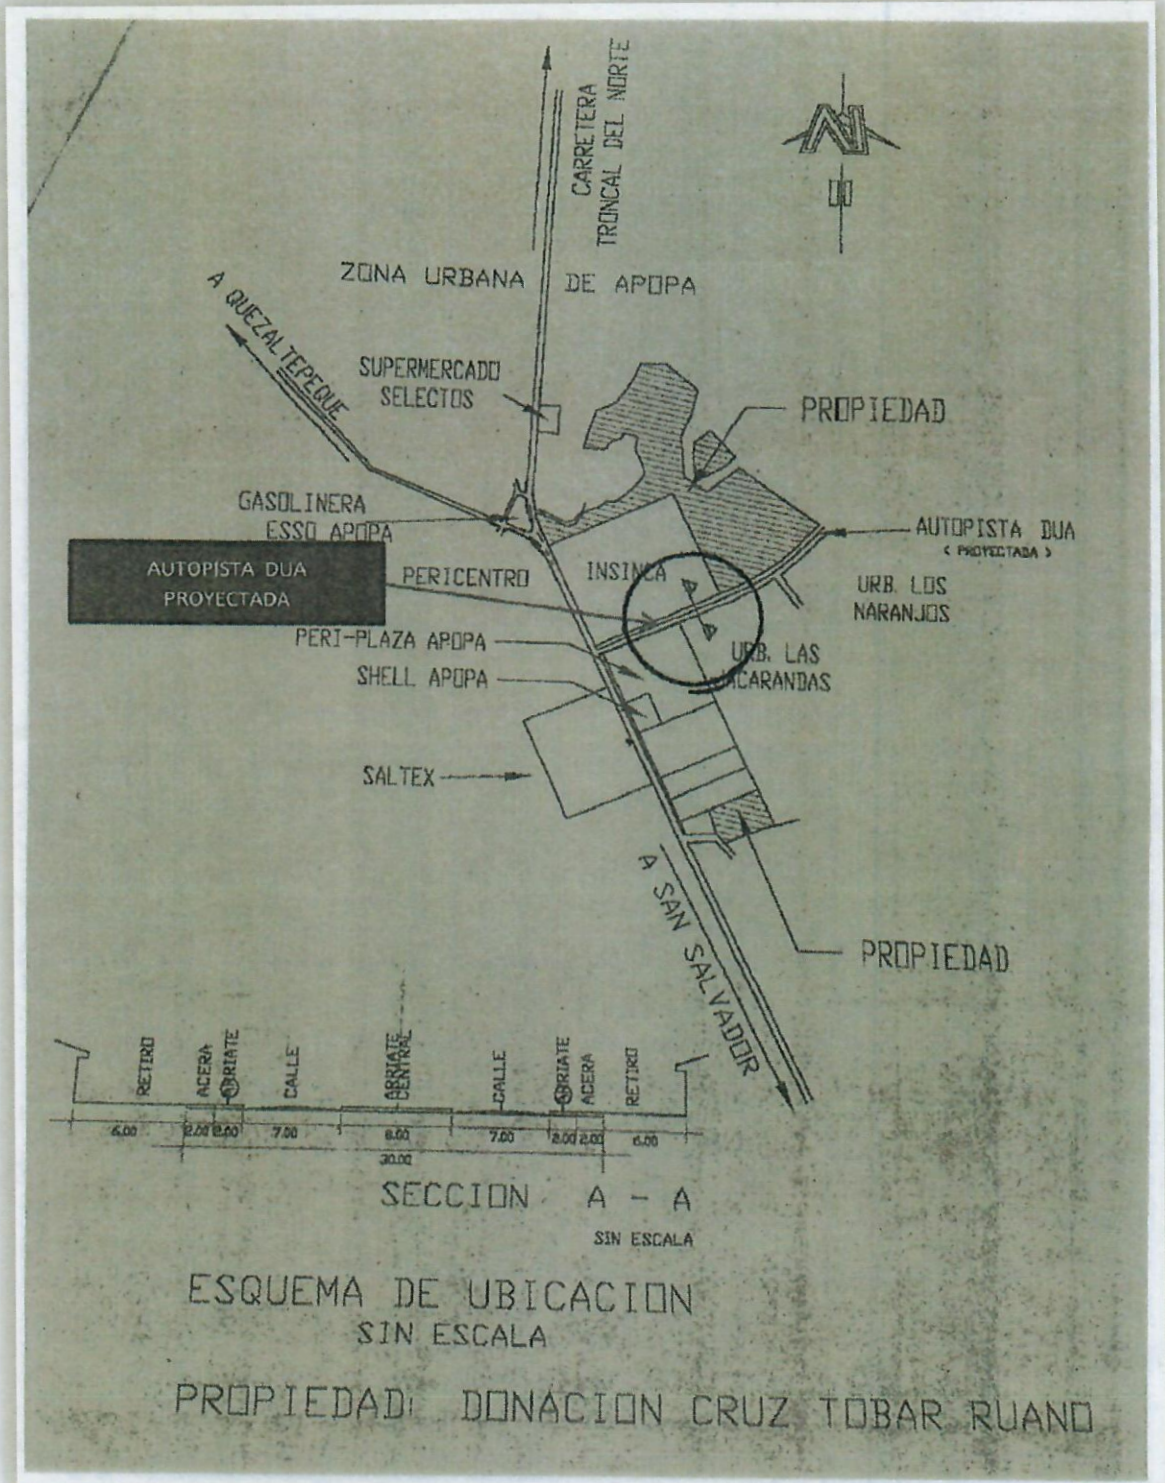 N
CARRETERA
TRONCAL DEL NORTE
ZONA URBANA DE APOPA
A QUEZALTEPEQUE
SUPERMERCADO
SELECTOS
PROPIEDAD
GASOLINERA
ESSO APOPA
AUTOPISTA DUA
( PROYECTADA )
AUTOPISTA DUA
PROYECTADA
PERICENTRO
INSINCA
URB. LOS
NARANJOS
PERI-PLAZA APOPA
URB. LAS
JACARANDAS
SHELL APOPA
SALTEX
A SAN SALVADOR
PROPIEDAD
RETIRO
ACERA
ARRIATE
CALLE
ARRIATE
CENTRAL
CALLE
ARRIATE
ACERA
RETIRO
6.00 2.00 2.00 7.00 8.00 7.00 2.00 2.00 6.00
30.00
SECCION A - A
SIN ESCALA
ESQUEMA DE UBICACION
SIN ESCALA
PROPIEDAD: DONACION CRUZ TOBAR RUANO